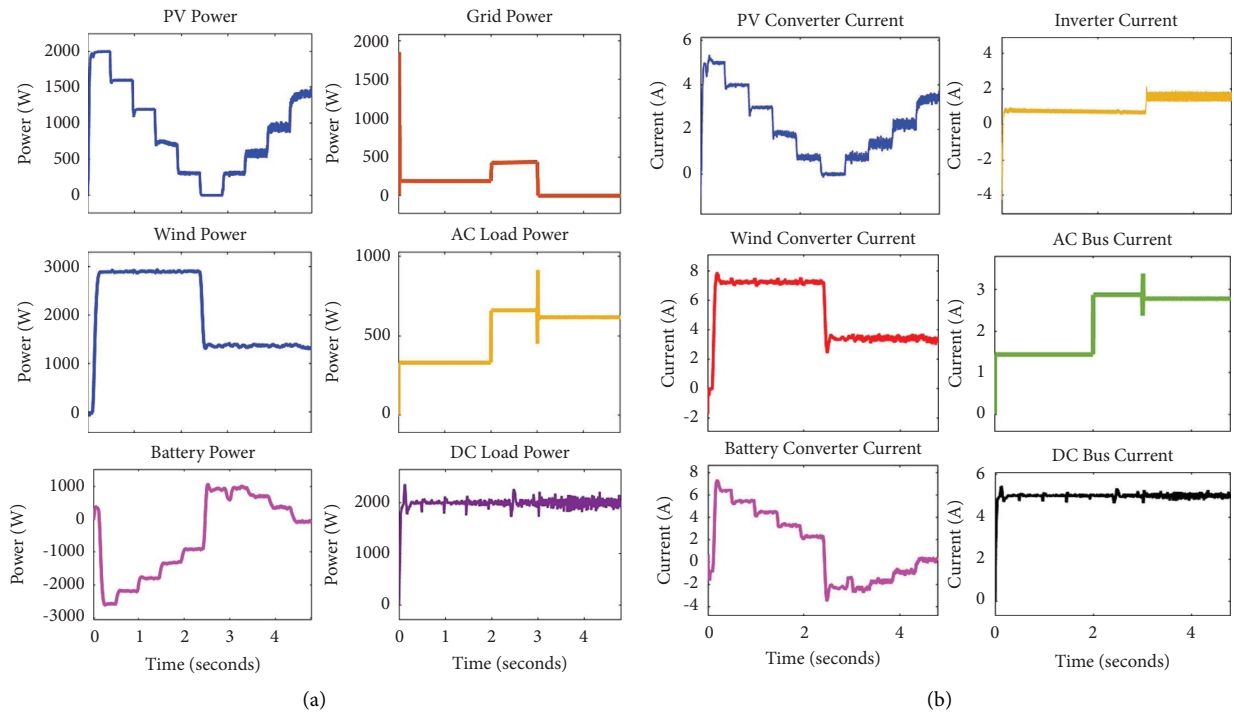 PV Power
Power (W)
2000
1500
1000
500
0
Grid Power
Power (W)
2000
1500
1000
500
0
Wind Power
Power (W)
3000
2000
1000
0
AC Load Power
Power (W)
1000
500
0
Battery Power
Power (W)
1000
0
-1000
-2000
-3000
0 1 2 3 4
Time (seconds)
DC Load Power
Power (W)
2000
2000
1000
0
0 1 2 3 4
Time (seconds)
(a)
PV Converter Current
Current (A)
6
4
2
0
Inverter Current
Current (A)
4
2
0
-2
-4
Wind Converter Current
Current (A)
8
6
4
2
0
-2
AC Bus Current
Current (A)
3
2
1
0
Battery Converter Current
Current (A)
8
6
4
2
0
-2
-4
0 2 4
Time (seconds)
DC Bus Current
Current (A)
6
4
2
0
0 2 4
Time (seconds)
(b)